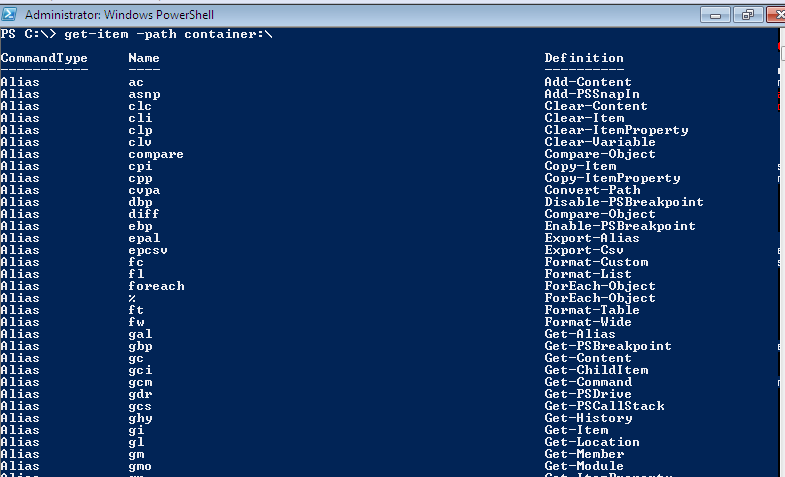 Administrator: Windows PowerShell
PS C:\> get-item -path container:\
CommandType Name Definition
----------- ---- ----------
Alias ac Add-Content
Alias asnp Add-PSSnapIn
Alias clc Clear-Content
Alias cli Clear-Item
Alias clp Clear-ItemProperty
Alias clv Clear-Variable
Alias compare Compare-Object
Alias cpi Copy-Item
Alias cpp Copy-ItemProperty
Alias cvpa Convert-Path
Alias dbp Disable-PSBreakpoint
Alias diff Compare-Object
Alias ebp Enable-PSBreakpoint
Alias epal Export-Alias
Alias epcsv Export-Csv
Alias fc Format-Custom
Alias fl Format-List
Alias foreach ForEach-Object
Alias % ForEach-Object
Alias ft Format-Table
Alias fw Format-Wide
Alias gal Get-Alias
Alias gbp Get-PSBreakpoint
Alias gc Get-Content
Alias gci Get-ChildItem
Alias gcm Get-Command
Alias gdr Get-PSDrive
Alias gcs Get-PSCallStack
Alias ghy Get-History
Alias gi Get-Item
Alias gl Get-Location
Alias gm Get-Member
Alias gmo Get-Module